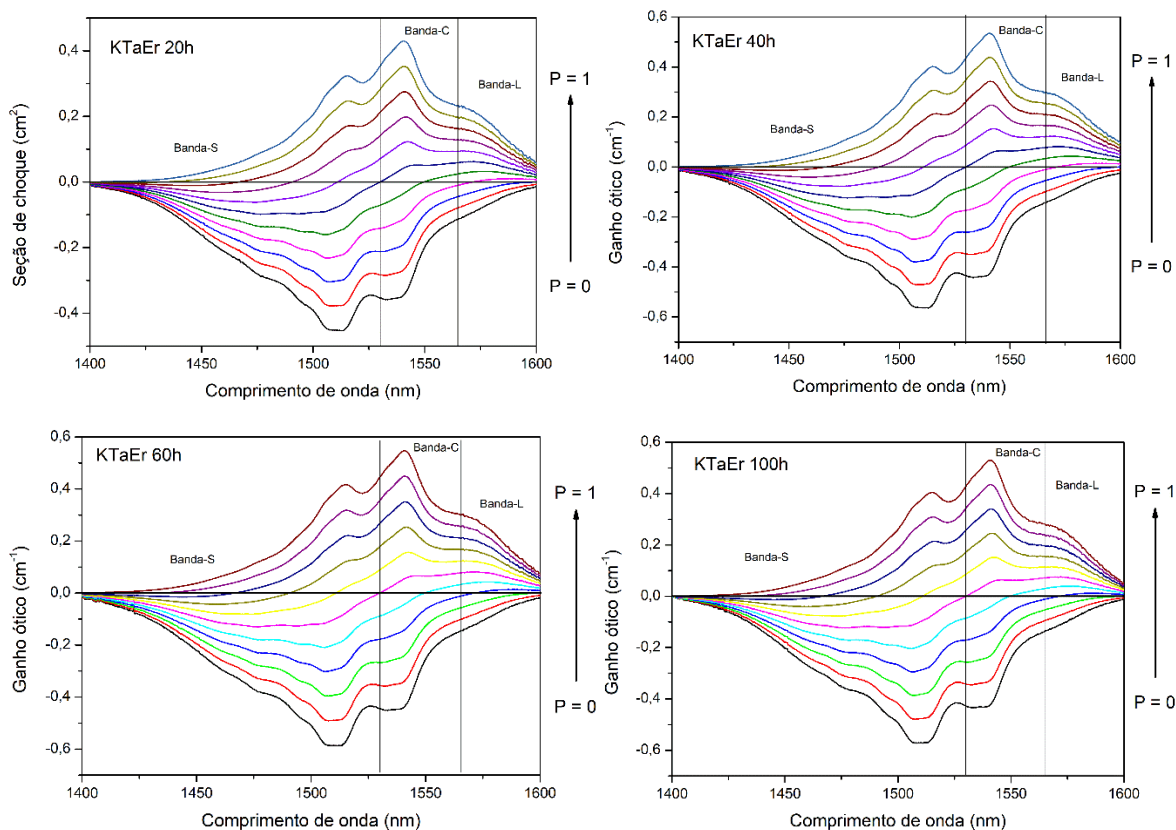 KTaEr 20h
Banda-C
Banda-L
Banda-S
P = 1
P = 0
Seção de choque (cm2)
0,4
0,2
0,0
-0,2
-0,4
1400 1450 1500 1550 1600
Comprimento de onda (nm)
KTaEr 40h
Banda-C
Banda-L
Banda-S
P = 1
P = 0
Ganho ótico (cm-1)
0,6
0,4
0,2
0,0
-0,2
-0,4
-0,6
1400 1450 1500 1550 1600
Comprimento de onda (nm)
KTaEr 60h
Banda-C
Banda-L
Banda-S
P = 1
P = 0
Ganho ótico (cm-1)
0,6
0,4
0,2
0,0
-0,2
-0,4
-0,6
1400 1450 1500 1550 1600
Comprimento de onda (nm)
KTaEr 100h
Banda-C
Banda-L
Banda-S
P = 1
P = 0
Ganho ótico (cm-1)
0,6
0,4
0,2
0,0
-0,2
-0,4
-0,6
1400 1450 1500 1550 1600
Comprimento de onda (nm)